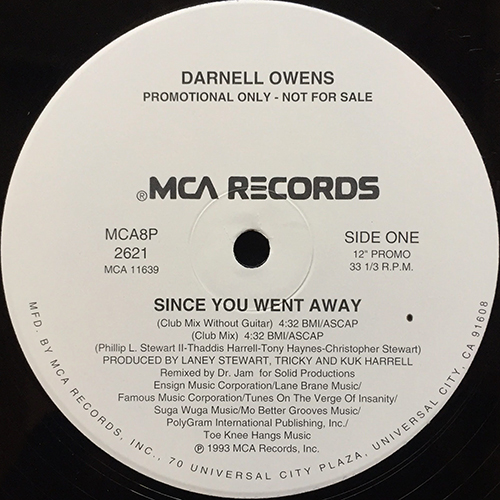 DARNELL OWENS
PROMOTIONAL ONLY - NOT FOR SALE
®MCA RECORDS
MCA8P
2621
MCA 11639
SIDE ONE
12" PROMO
33 1/3 R.P.M.
SINCE YOU WENT AWAY
(Club Mix Without Guitar) 4:32 BMI/ASCAP
(Club Mix) 4:32 BMI/ASCAP
(Phillip L. Stewart II-Thaddis Harrell-Tony Haynes-Christopher Stewart)
PRODUCED BY LANEY STEWART, TRICKY AND KUK HARRELL
Remixed by Dr. Jam for Solid Productions
Ensign Music Corporation/Lane Brane Music/
Famous Music Corporation/Tunes On The Verge Of Insanity/
Suga Wuga Music/Mo Better Grooves Music/
PolyGram International Publishing, Inc./
Toe Knee Hangs Music
℗ 1993 MCA Records, Inc.
MFD. BY MCA RECORDS, INC., 70 UNIVERSAL CITY PLAZA, UNIVERSAL CITY, CA 91608